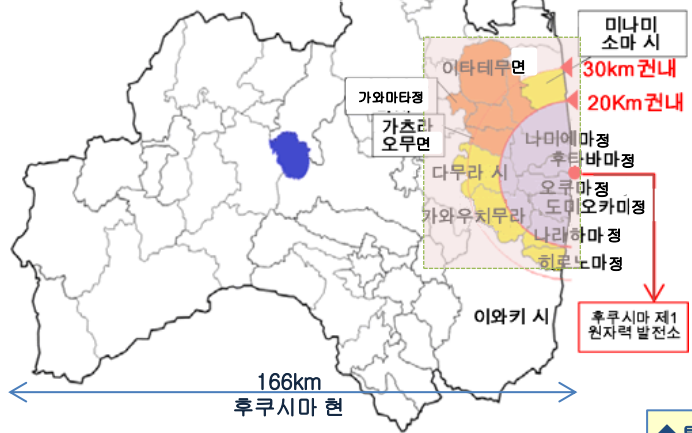 미나미
소마 시
이타테무면
30km권내
가와마타정
20Km권내
가츠라
오무면
나미에마정
후타바마정
다무라 시
오쿠마정
도미오카미정
가와우치무라
나라하마정
히로노마정
이와키 시
후쿠시마 제1
원자력 발전소
166km
후쿠시마 현